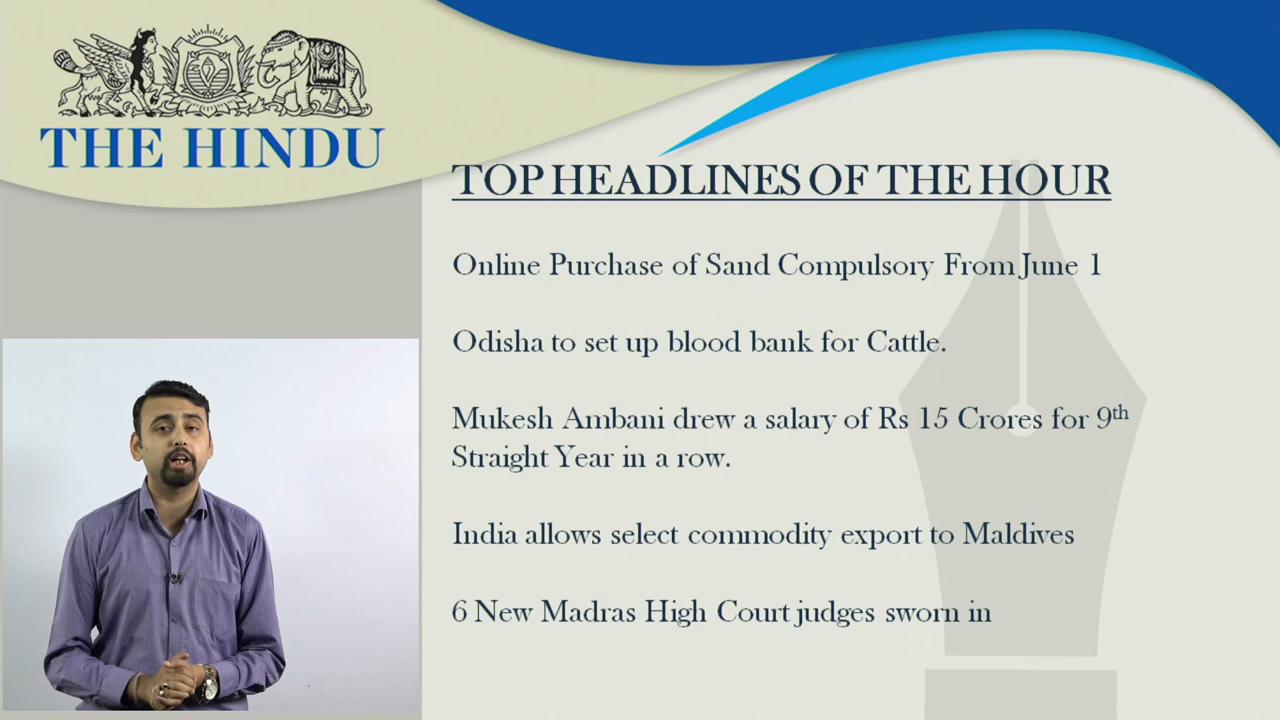 THE HINDU
TOP HEADLINES OF THE HOUR
Online Purchase of Sand Compulsory From June 1
Odisha to set up blood bank for Cattle.
Mukesh Ambani drew a salary of Rs 15 Crores for 9th
Straight Year in a row.
India allows select commodity export to Maldives
6 New Madras High Court judges sworn in